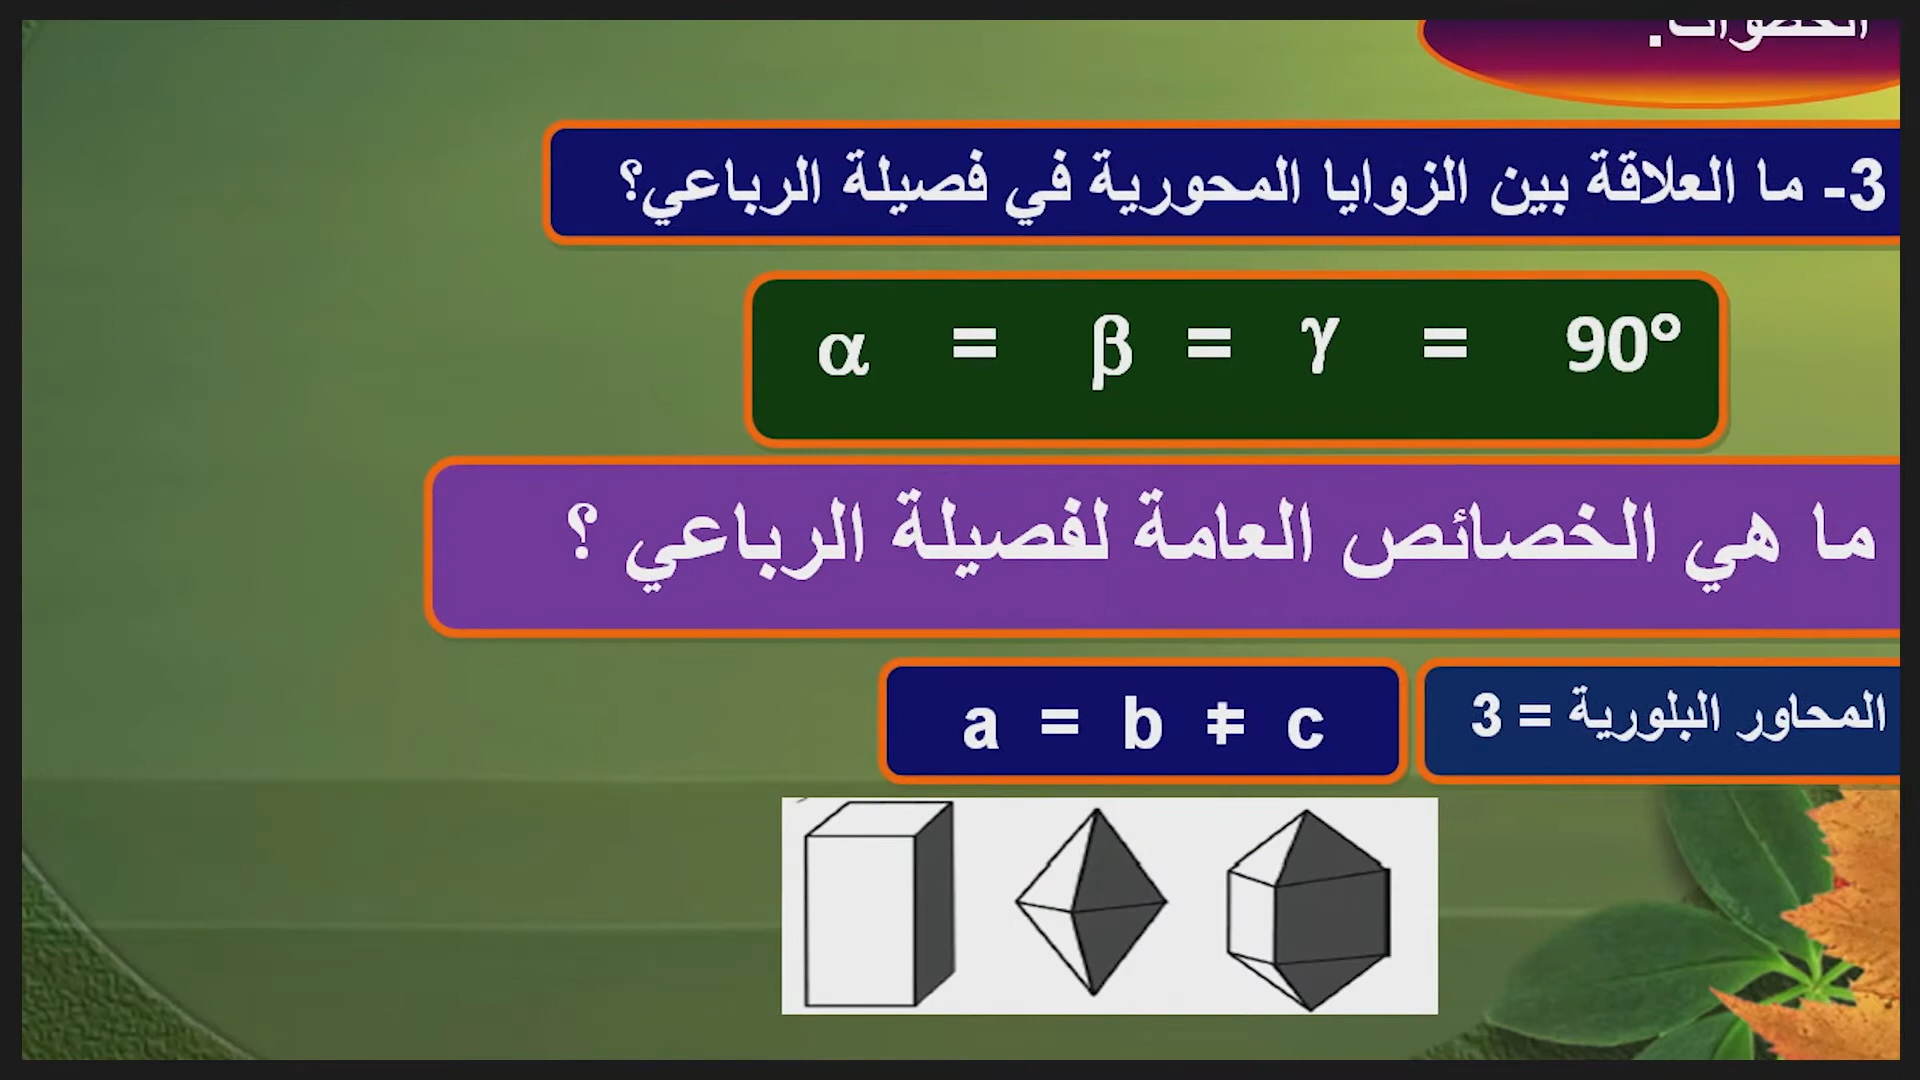 3- ما العلاقة بين الزوايا المحورية في فصيلة الرباعي؟
α = β = γ = 90°
ما هي الخصائص العامة لفصيلة الرباعي ؟
المحاور البلورية = 3
a = b ≠ c